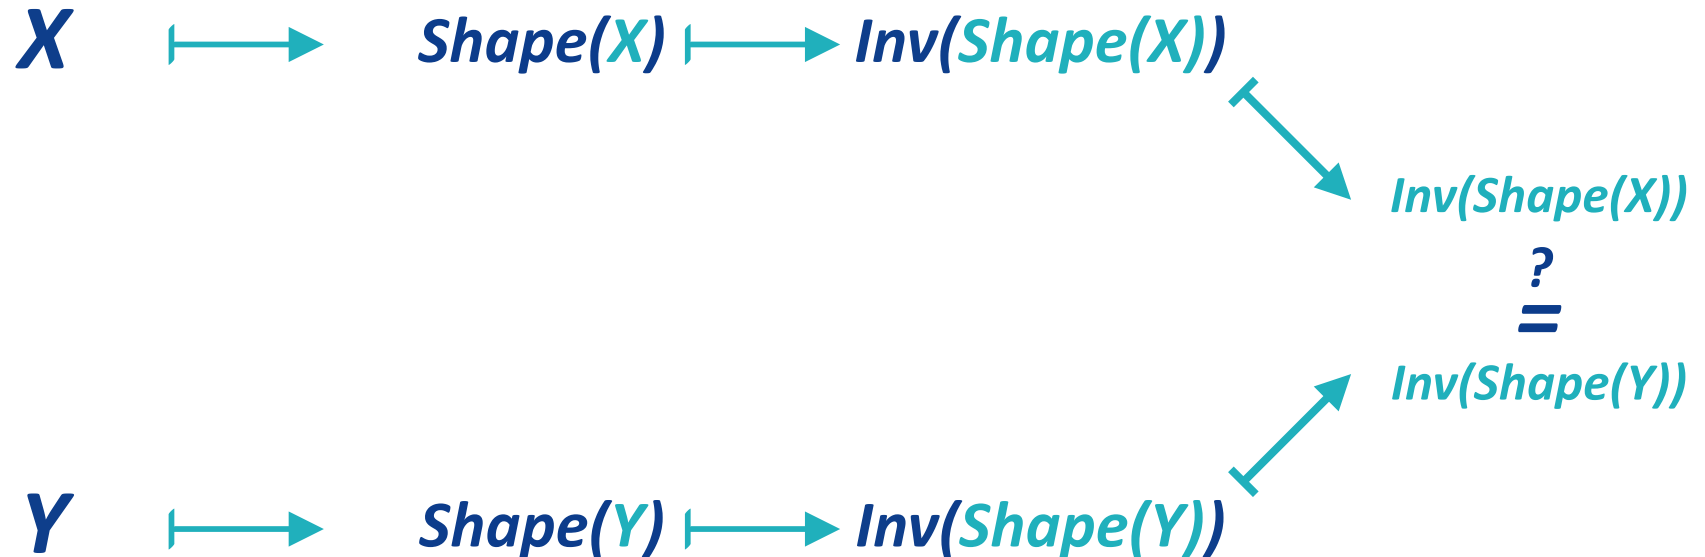 X Shape(X) Inv(Shape(X))
Inv(Shape(X))
?
=
Inv(Shape(Y))
Y Shape(Y) Inv(Shape(Y))